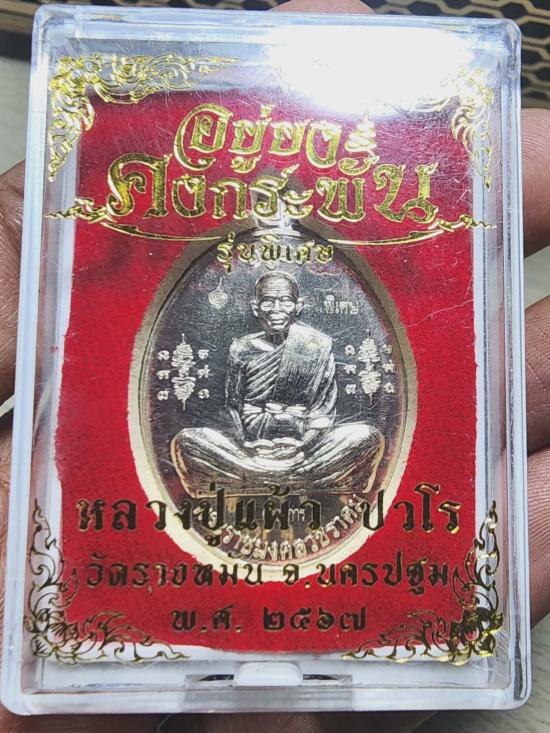 อยู่ยง
คงกระพัน
รุ่นพิเศษ
พิเศษ
หลวงปู่แผ้ว ปวโร
วัดรางหมัน จ.นครปฐม
พ.ศ. ๒๕๖๗